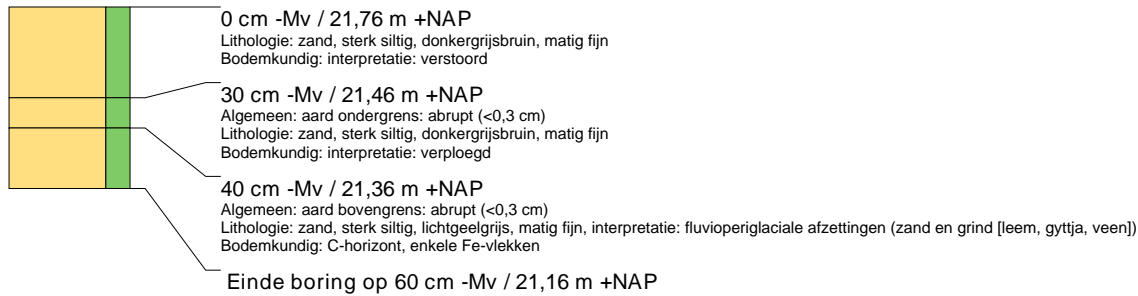 0 cm -Mv / 21,76 m +NAP
Lithologie: zand, sterk siltig, donkergrijsbruin, matig fijn
Bodemkundig: interpretatie: verstoord
30 cm -Mv / 21,46 m +NAP
Algemeen: aard ondergrens: abrupt (<0,3 cm)
Lithologie: zand, sterk siltig, donkergrijsbruin, matig fijn
Bodemkundig: interpretatie: verploegd
40 cm -Mv / 21,36 m +NAP
Algemeen: aard bovengrens: abrupt (<0,3 cm)
Lithologie: zand, sterk siltig, lichtgeelgrijs, matig fijn, interpretatie: fluvioperiglaciale afzettingen (zand en grind [leem, gyttja, veen])
Bodemkundig: C-horizont, enkele Fe-vlekken
Einde boring op 60 cm -Mv / 21,16 m +NAP